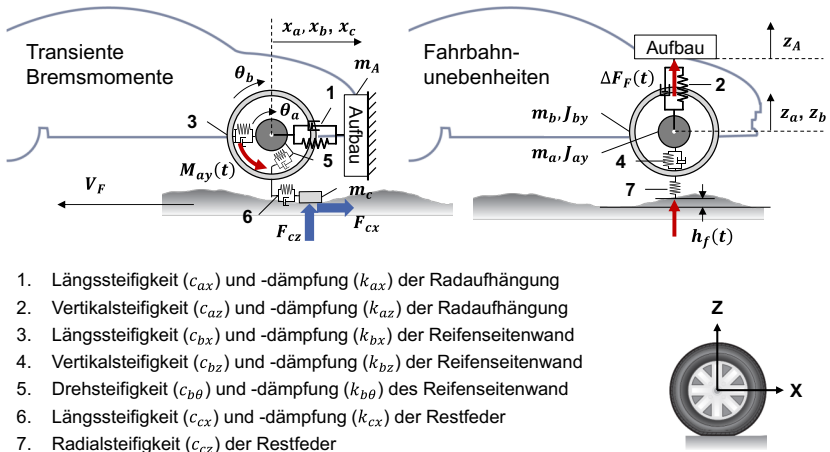 Transiente
Bremsmomente
x_a, x_b, x_c
m_A
θ_b
θ_a
1
3
Aufbau
5
M_ay(t)
V_F
6
m_c
F_cz
F_cx
Fahrbahn-
unebenheiten
Aufbau
z_A
ΔF_F(t)
2
m_b, J_by
z_a, z_b
m_a, J_ay
4
7
h_f(t)
1. Längssteifigkeit (c_ax) und -dämpfung (k_ax) der Radaufhängung
2. Vertikalsteifigkeit (c_az) und -dämpfung (k_az) der Radaufhängung
3. Längssteifigkeit (c_bx) und -dämpfung (k_bx) der Reifenseitenwand
4. Vertikalsteifigkeit (c_bz) und -dämpfung (k_bz) der Reifenseitenwand
5. Drehsteifigkeit (c_bθ) und -dämpfung (k_bθ) des Reifenseitenwand
6. Längssteifigkeit (c_cx) und -dämpfung (k_cx) der Restfeder
7. Radialsteifigkeit (c_cz) der Restfeder
Z
X